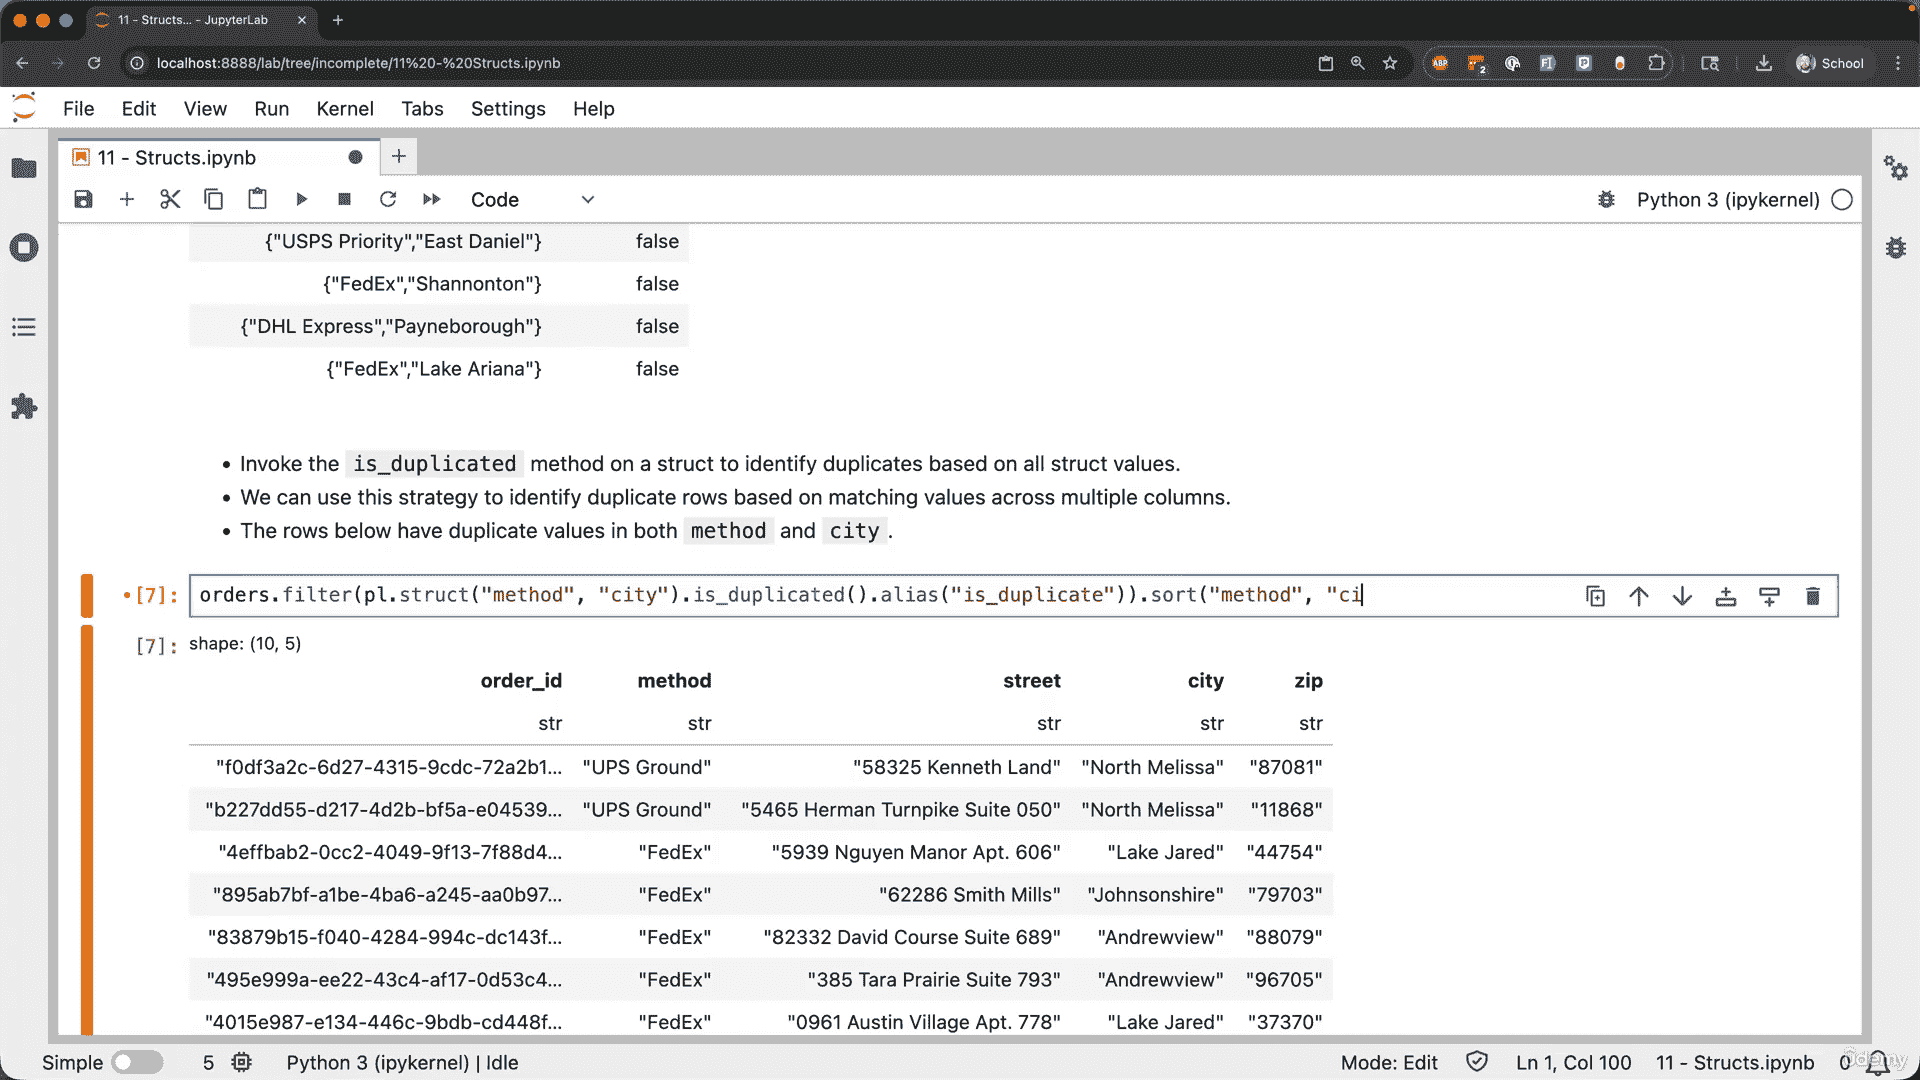 11 - Structs... - JupyterLab
localhost:8888/lab/tree/incomplete/11%20-%20Structs.ipynb
ABP
2
School
File Edit View Run Kernel Tabs Settings Help
11 - Structs.ipynb
Code
Python 3 (ipykernel)
{"USPS Priority","East Daniel"} false
{"FedEx","Shannonton"} false
{"DHL Express","Payneborough"} false
{"FedEx","Lake Ariana"} false
• Invoke the is_duplicated method on a struct to identify duplicates based on all struct values.
• We can use this strategy to identify duplicate rows based on matching values across multiple columns.
• The rows below have duplicate values in both method and city .
[7]: orders.filter(pl.struct("method", "city").is_duplicated().alias("is_duplicate")).sort("method", "ci
[7]: shape: (10, 5)
order_id method street city zip
str str str str str
"f0df3a2c-6d27-4315-9cdc-72a2b1... "UPS Ground" "58325 Kenneth Land" "North Melissa" "87081"
"b227dd55-d217-4d2b-bf5a-e04539... "UPS Ground" "5465 Herman Turnpike Suite 050" "North Melissa" "11868"
"4effbab2-0cc2-4049-9f13-7f88d4... "FedEx" "5939 Nguyen Manor Apt. 606" "Lake Jared" "44754"
"895ab7bf-a1be-4ba6-a245-aa0b97... "FedEx" "62286 Smith Mills" "Johnsonshire" "79703"
"83879b15-f040-4284-994c-dc143f... "FedEx" "82332 David Course Suite 689" "Andrewview" "88079"
"495e999a-ee22-43c4-af17-0d53c4... "FedEx" "385 Tara Prairie Suite 793" "Andrewview" "96705"
"4015e987-e134-446c-9bdb-cd448f... "FedEx" "0961 Austin Village Apt. 778" "Lake Jared" "37370"
Simple 5 Python 3 (ipykernel) | Idle Mode: Edit Ln 1, Col 100 11 - Structs.ipynb 0
udemy